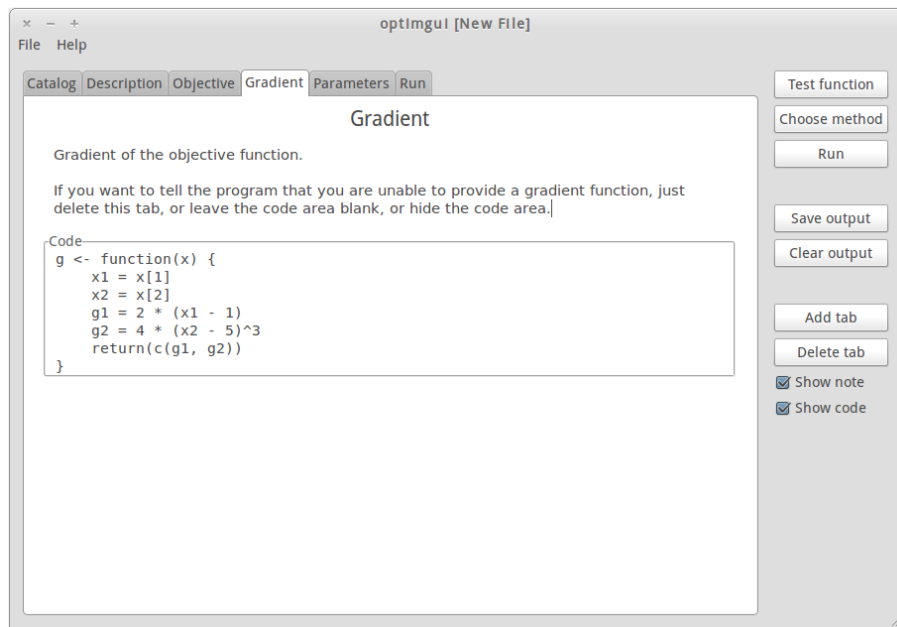 optimgui [New File]
File Help
Catalog Description Objective Gradient Parameters Run
Gradient
Gradient of the objective function.
If you want to tell the program that you are unable to provide a gradient function, just
delete this tab, or leave the code area blank, or hide the code area.
Code
g <- function(x) {
    x1 = x[1]
    x2 = x[2]
    g1 = 2 * (x1 - 1)
    g2 = 4 * (x2 - 5)^3
    return(c(g1, g2))
}
Test function
Choose method
Run
Save output
Clear output
Add tab
Delete tab
Show note
Show code